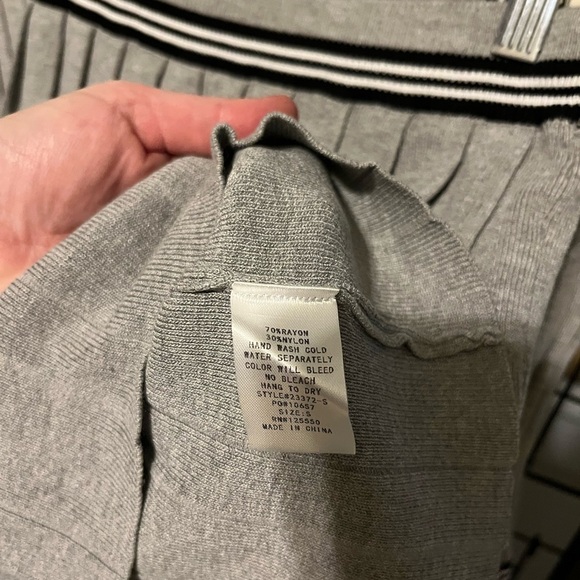 70%RAYON
30%NYLON
HAND WASH COLD
WATER SEPARATELY
COLOR WILL BLEED
NO BLEACH
HANG TO DRY
STYLE#23372-S
PO#10657
SIZE:S
RN#125550
MADE IN CHINA